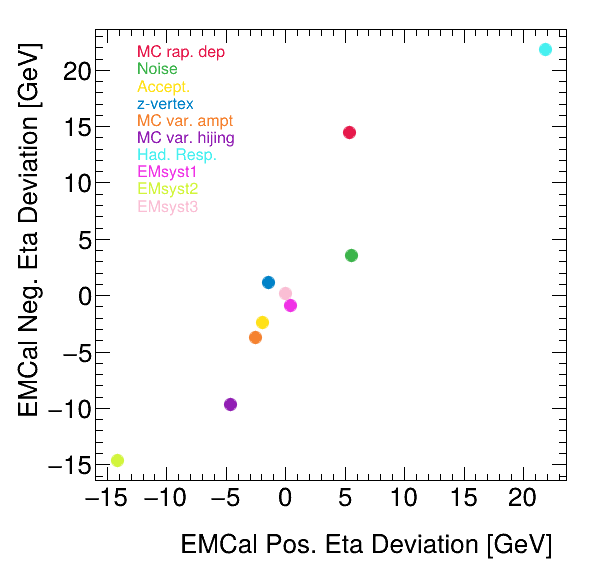 MC rap. dep
Noise
Accept.
z-vertex
MC var. ampt
MC var. hijing
Had. Resp.
EMsyst1
EMsyst2
EMsyst3
EMCal Neg. Eta Deviation [GeV]
20
15
10
5
0
−5
−10
−15
−15 −10 −5 0 5 10 15 20
EMCal Pos. Eta Deviation [GeV]